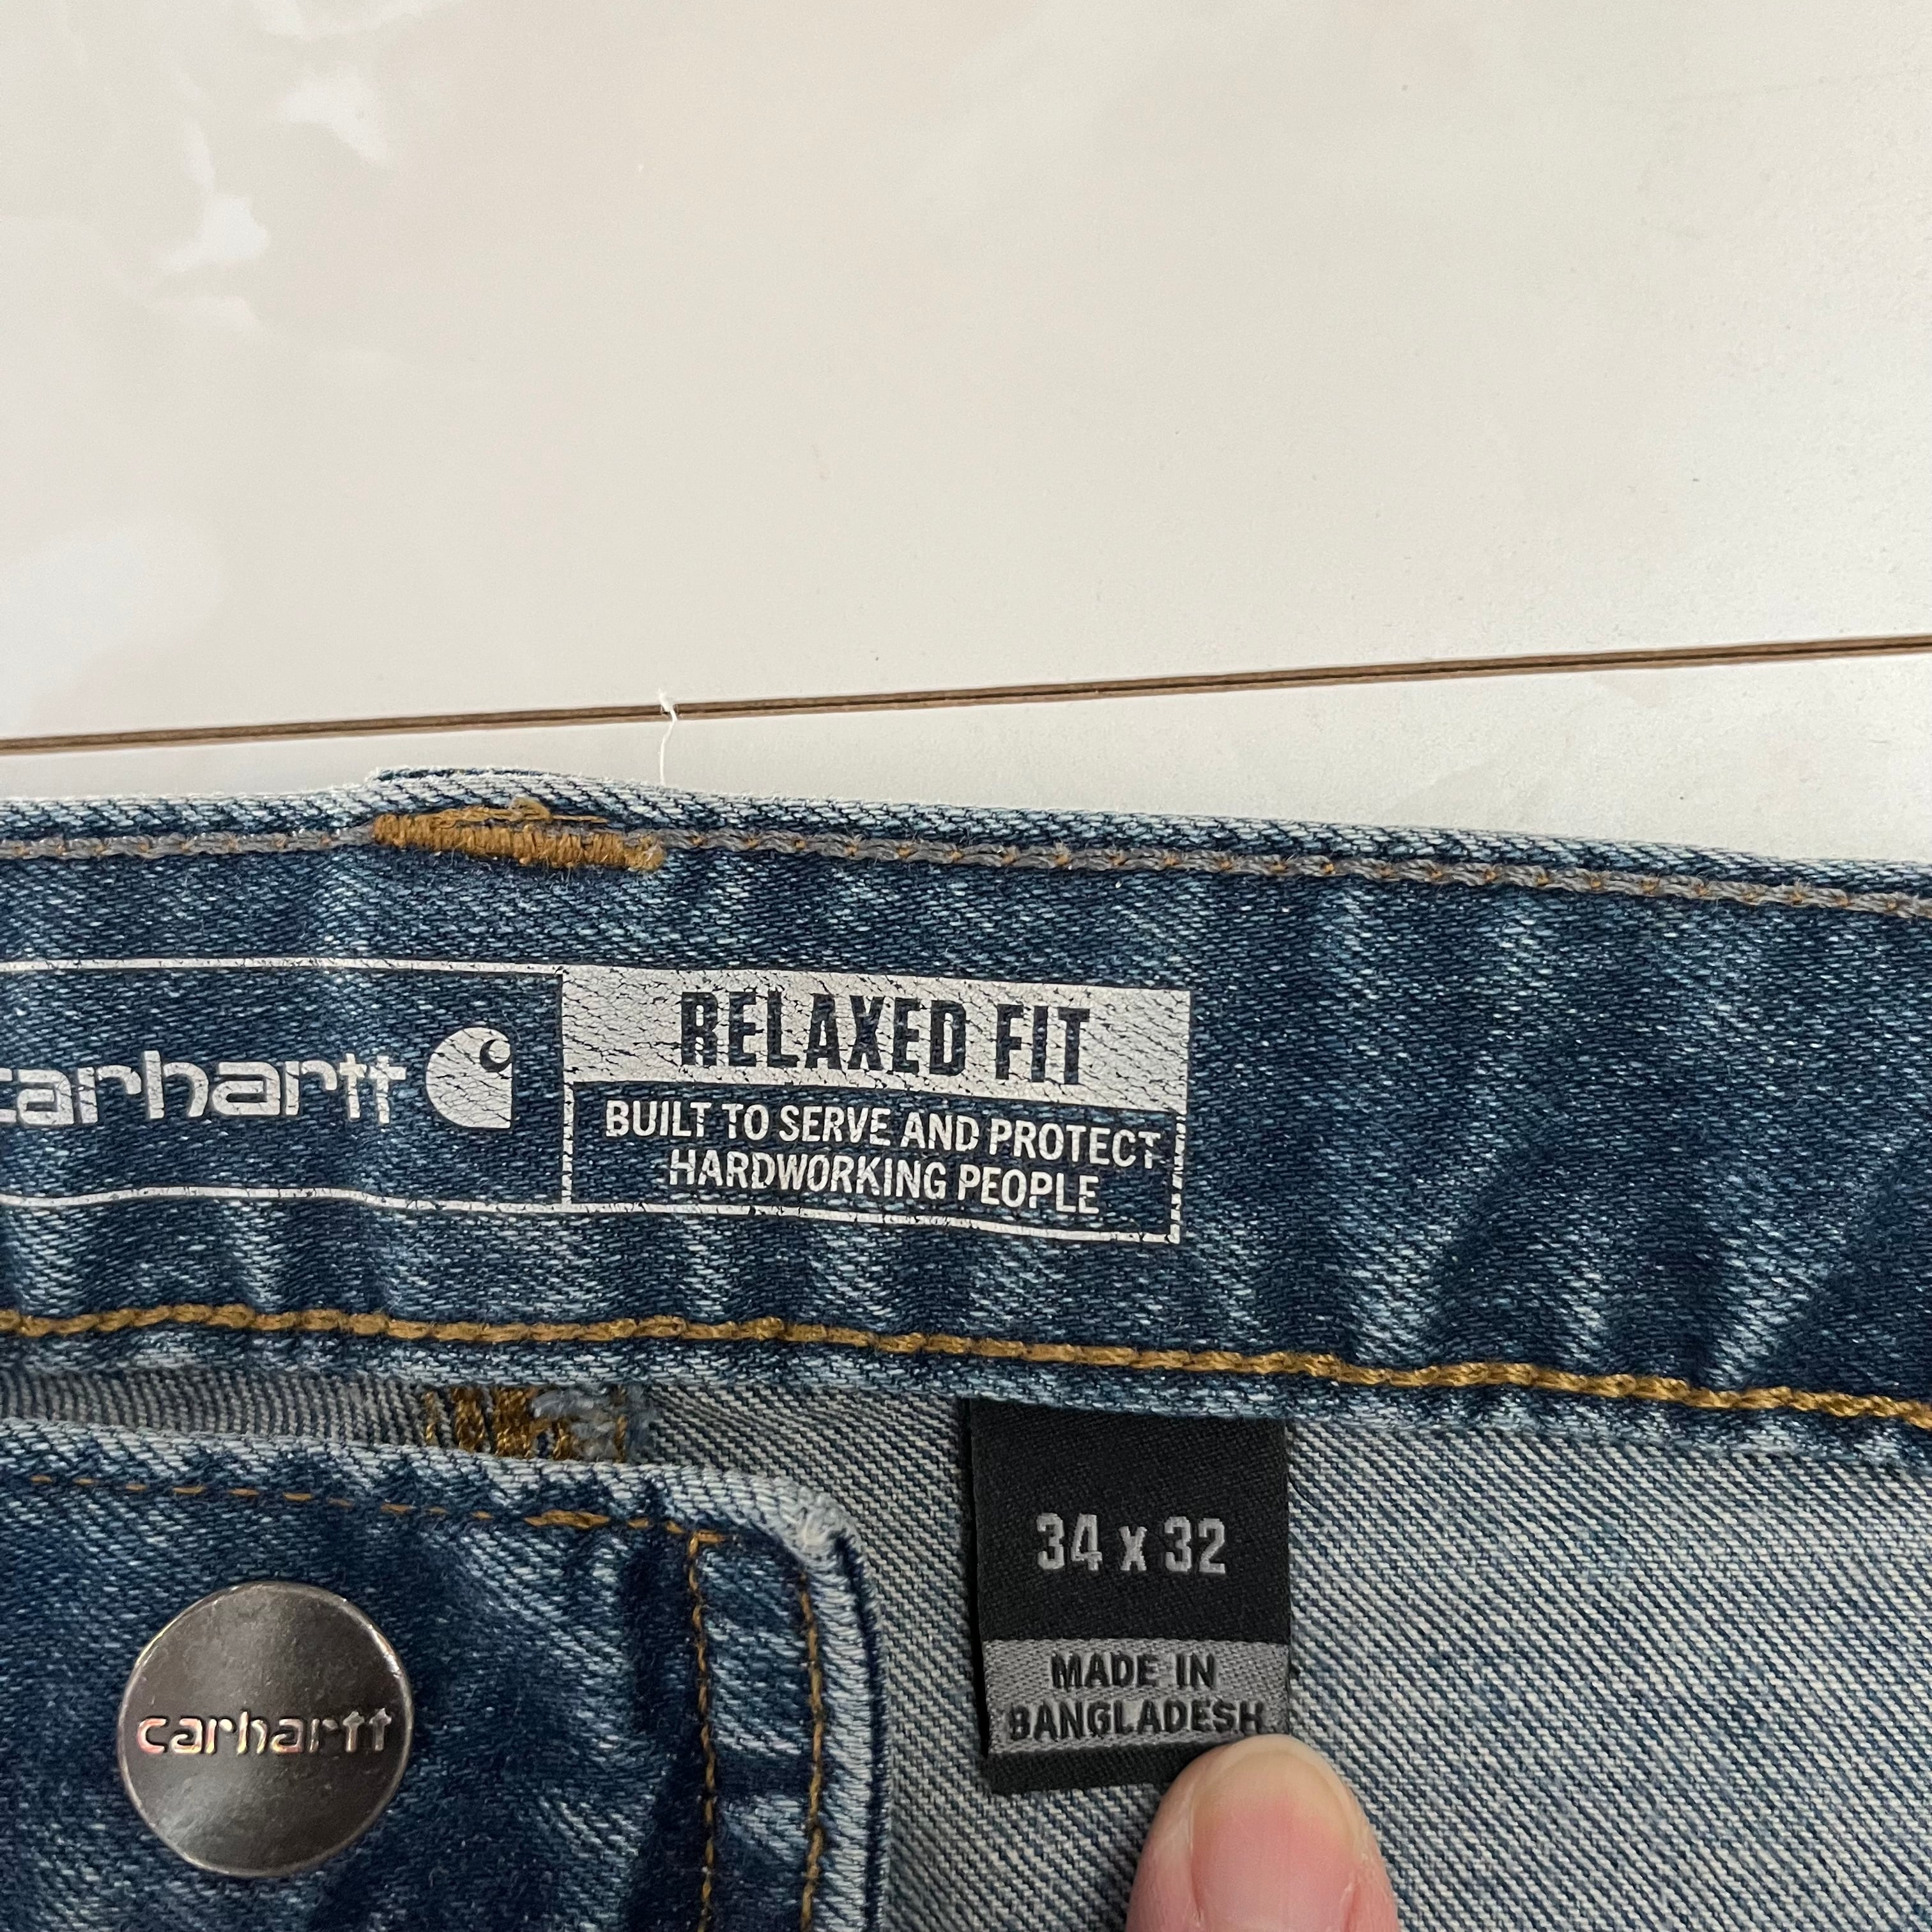 carhartt
RELAXED FIT
BUILT TO SERVE AND PROTECT
HARDWORKING PEOPLE
34 x 32
MADE IN
BANGLADESH
carhartt